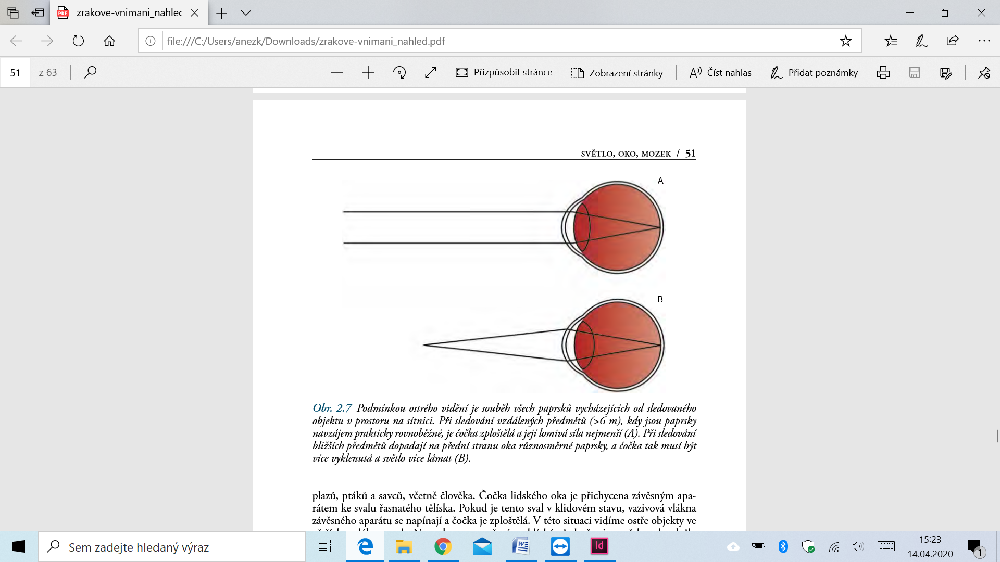 zrakove-vnimani_nahled
file:///C:/Users/anezk/Downloads/zrakove-vnimani_nahled.pdf
51 z 63
Přizpůsobit stránce
Zobrazení stránky
Číst nahlas
Přidat poznámky
SVĚTLO, OKO, MOZEK / 51
A
B
Obr. 2.7 Podmínkou ostrého vidění je souběh všech paprsků vycházejících od sledovaného
objektu v prostoru na sítnici. Při sledování vzdálených předmětů (>6 m), kdy jsou paprsky
navzájem prakticky rovnoběžné, je čočka zploštělá a její lomivá síla nejmenší (A). Při sledování
bližších předmětů dopadají na přední stranu oka různosměrné paprsky, a čočka tak musí být
více vyklenutá a světlo více lámat (B).
plazů, ptáků a savců, včetně člověka. Čočka lidského oka je přichycena závěsným apa-
rátem ke svalu řasnatého tělíska. Pokud je tento sval v klidovém stavu, vazivová vlákna
závěsného aparátu se napínají a čočka je zploštělá. V této situaci vidíme ostře objekty ve
Sem zadejte hledaný výraz
Id
15:23
14.04.2020
1